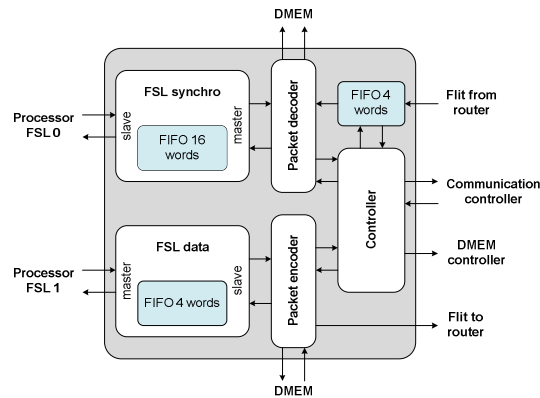 DMEM
FSL synchro
slave
master
FIFO 16
words
Packet decoder
FIFO 4
words
Flit from
router
Processor
FSL 0
Controller
Communication
controller
FSL data
master
slave
FIFO 4 words
Packet encoder
DMEM
controller
Processor
FSL 1
Flit to
router
DMEM